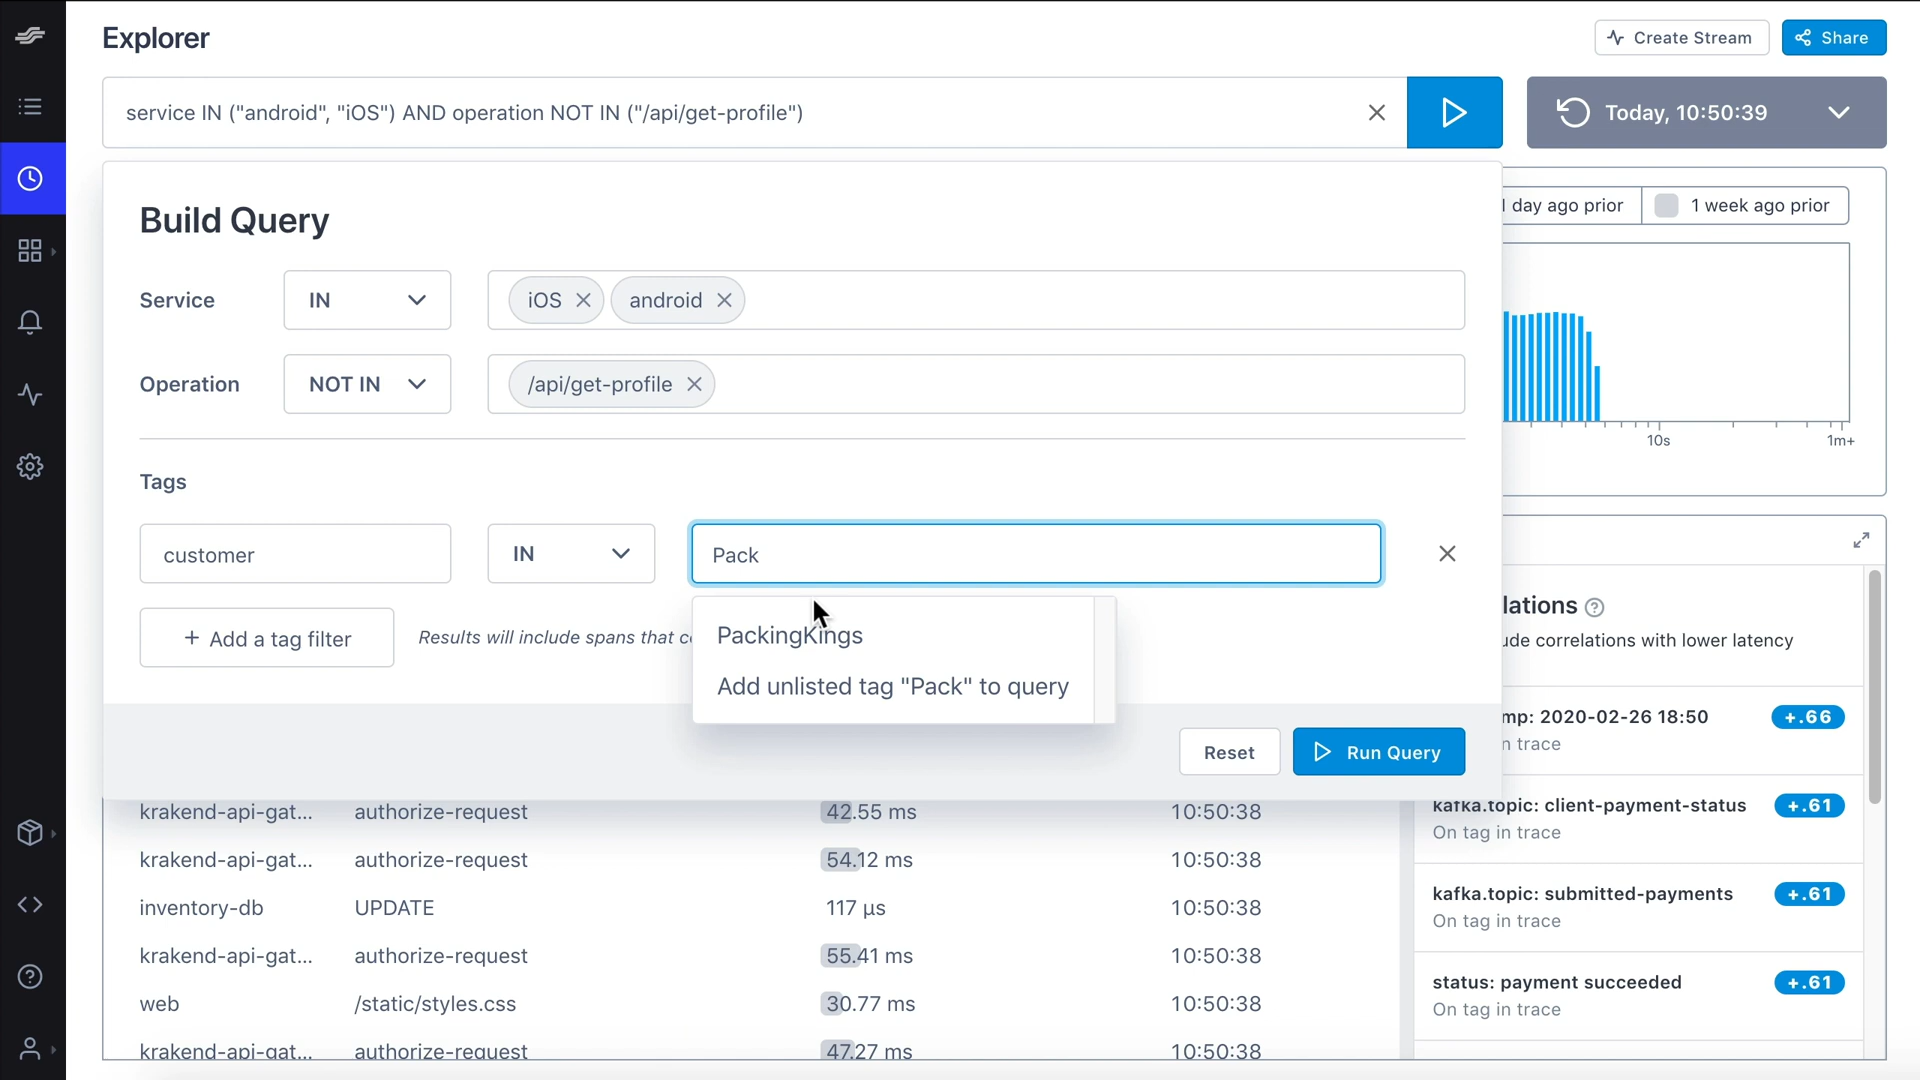 Explorer
Create Stream
Share
service IN ("android", "iOS") AND operation NOT IN ("/api/get-profile")
Today, 10:50:39
Build Query
day ago prior
1 week ago prior
Service
IN
iOS
android
Operation
NOT IN
/api/get-profile
10s
1m+
Tags
customer
IN
Pack
+ Add a tag filter
Results will include spans that
PackingKings
Add unlisted tag "Pack" to query
lations
ude correlations with lower latency
Reset
Run Query
mp: 2020-02-26 18:50
+.66
n trace
krakend-api-gat...
authorize-request
42.55 ms
10:50:38
kafka.topic: client-payment-status
+.61
On tag in trace
krakend-api-gat...
authorize-request
54.12 ms
10:50:38
inventory-db
UPDATE
117 µs
10:50:38
kafka.topic: submitted-payments
+.61
On tag in trace
krakend-api-gat...
authorize-request
55.41 ms
10:50:38
web
/static/styles.css
30.77 ms
10:50:38
status: payment succeeded
+.61
On tag in trace
krakend-api-gat...
authorize-request
47.27 ms
10:50:38